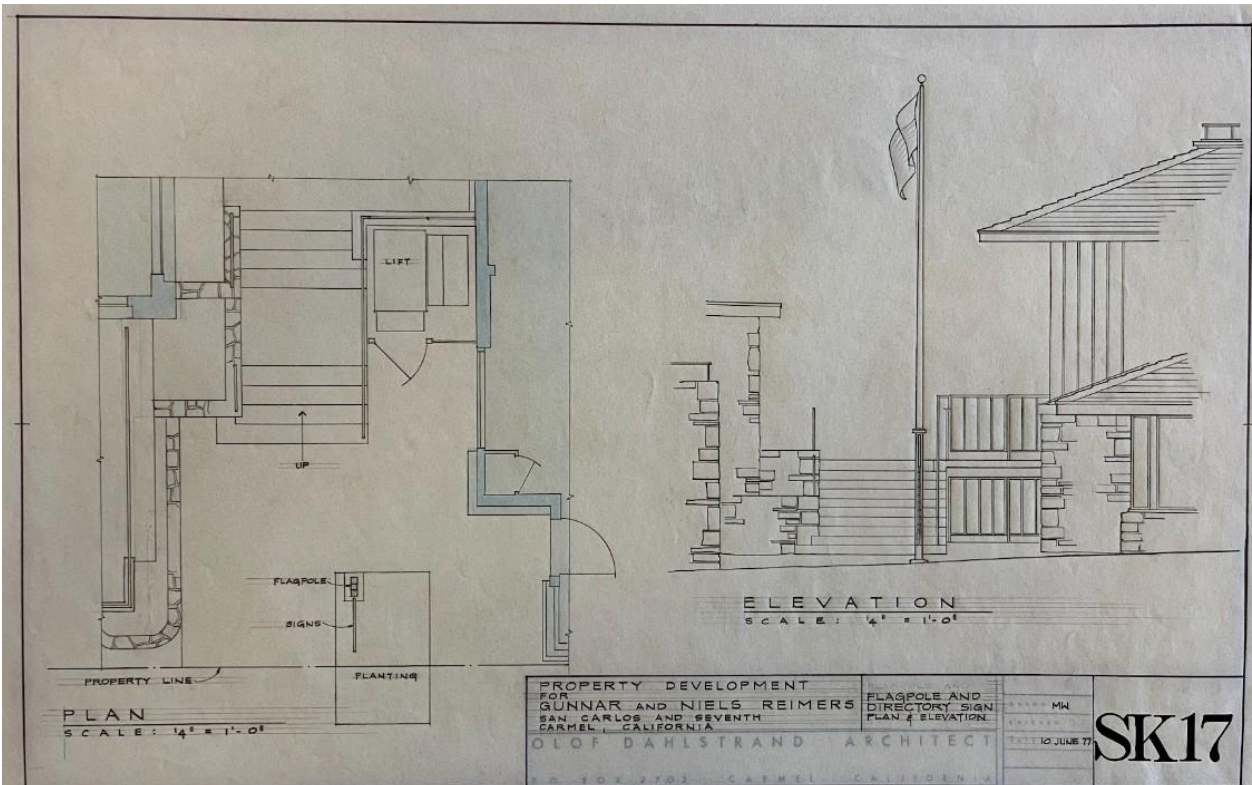 LIFT
UP
FLAGPOLE
SIGNS
PROPERTY LINE
PLANTING
PLAN
SCALE: ¼" = 1'-0"
ELEVATION
SCALE: ¼" = 1'-0"
PROPERTY DEVELOPMENT
FOR
GUNNAR AND NIELS REIMERS
SAN CARLOS AND SEVENTH
CARMEL, CALIFORNIA
FLAGPOLE AND
DIRECTORY SIGN
PLAN & ELEVATION
MW
10 JUNE 77
OLOF DAHLSTRAND ARCHITECT
P.O. BOX 3702 CARMEL CALIFORNIA
SK17